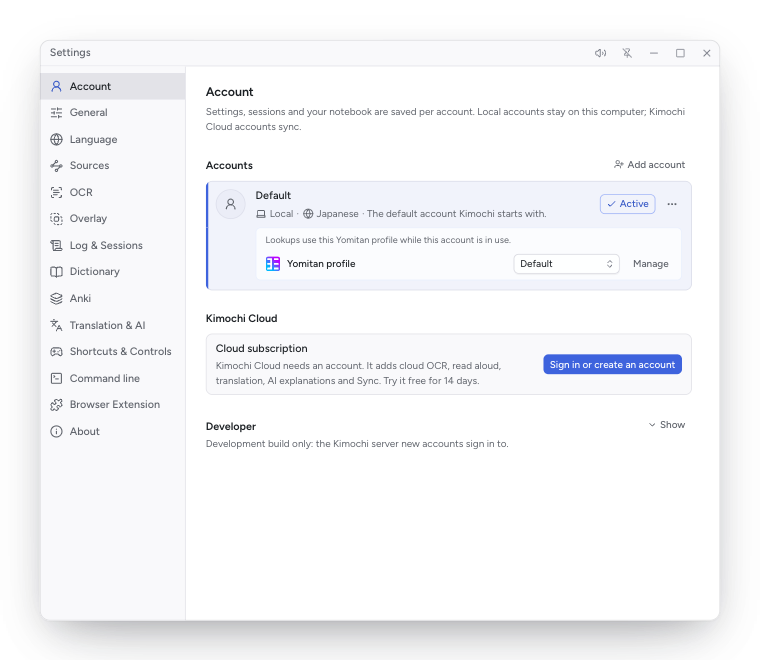 Settings
Account
General
Language
Sources
OCR
Overlay
Log & Sessions
Dictionary
Anki
Translation & AI
Shortcuts & Controls
Command line
Browser Extension
About
Account
Settings, sessions and your notebook are saved per account. Local accounts stay on this computer; Kimochi
Cloud accounts sync.
Accounts
Add account
Default
Local · Japanese · The default account Kimochi starts with.
Active
Lookups use this Yomitan profile while this account is in use.
Yomitan profile
Default
Manage
Kimochi Cloud
Cloud subscription
Kimochi Cloud needs an account. It adds cloud OCR, read aloud,
translation, AI explanations and Sync. Try it free for 14 days.
Sign in or create an account
Developer
Show
Development build only: the Kimochi server new accounts sign in to.